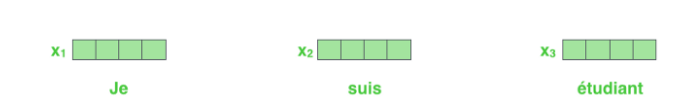 x₁ x₂ x₃
Je suis étudiant